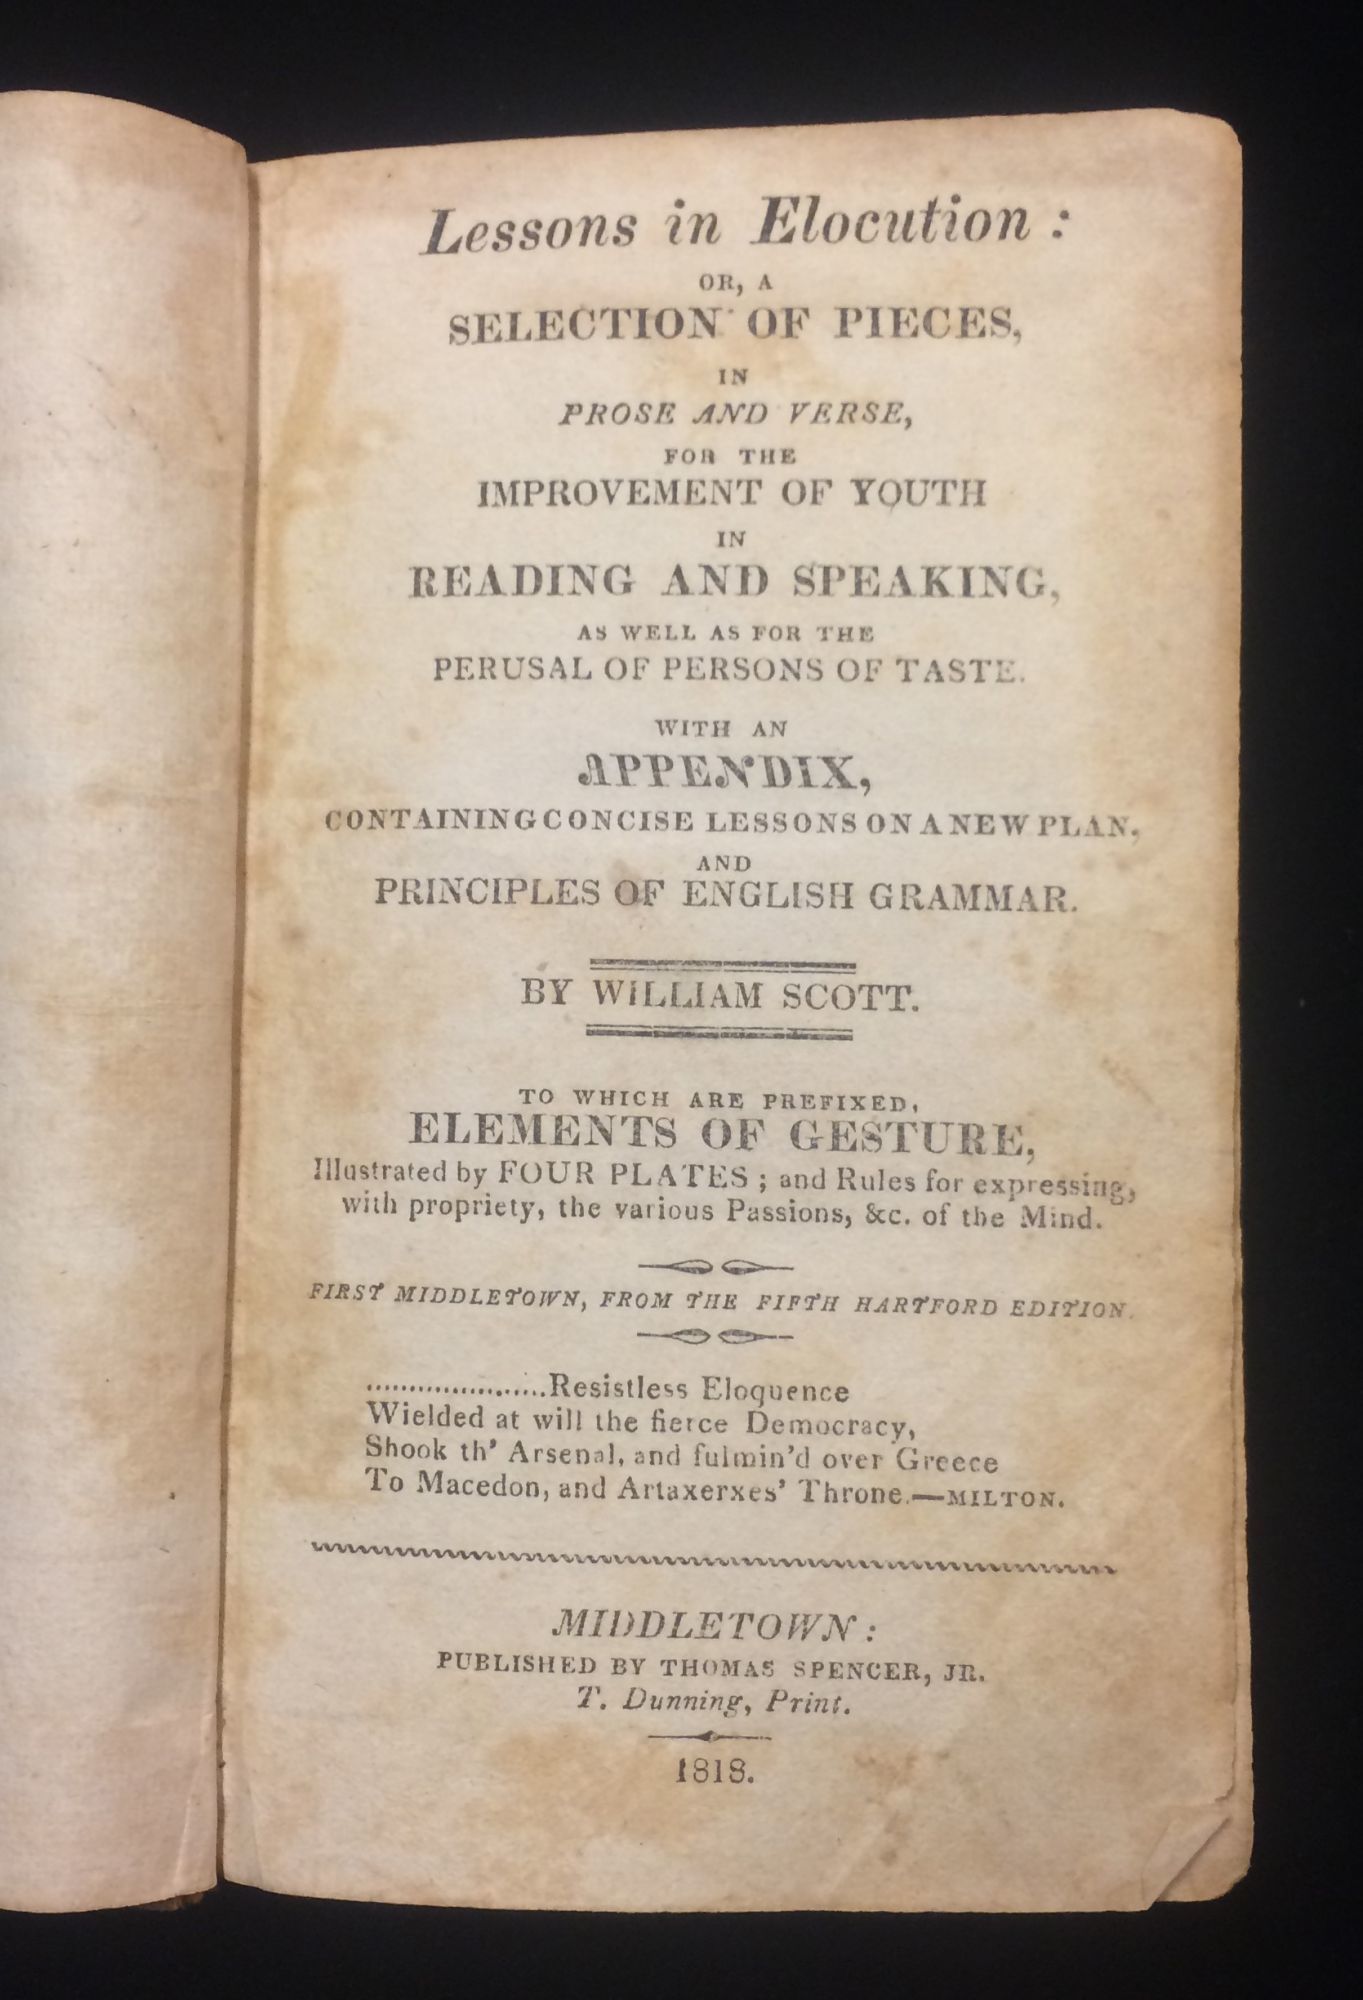 Lessons in Elocution :
OR, A
SELECTION OF PIECES,
IN
PROSE AND VERSE,
FOR THE
IMPROVEMENT OF YOUTH
IN
READING AND SPEAKING,
AS WELL AS FOR THE
PERUSAL OF PERSONS OF TASTE.
WITH AN
APPENDIX,
CONTAINING CONCISE LESSONS ON A NEW PLAN,
AND
PRINCIPLES OF ENGLISH GRAMMAR.
BY WILLIAM SCOTT.
TO WHICH ARE PREFIXED,
ELEMENTS OF GESTURE,
Illustrated by FOUR PLATES ; and Rules for expressing,
with propriety, the various Passions, &c. of the Mind.
FIRST MIDDLETOWN, FROM THE FIFTH HARTFORD EDITION.
.....................Resistless Eloquence
Wielded at will the fierce Democracy,
Shook th' Arsenal, and fulmin'd over Greece
To Macedon, and Artaxerxes' Throne.—MILTON.
MIDDLETOWN :
PUBLISHED BY THOMAS SPENCER, JR.
T. Dunning, Print.
1818.